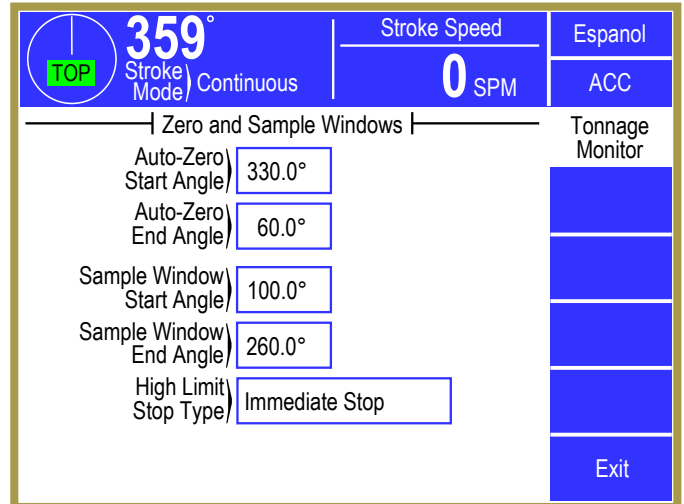 TOP
359°
Stroke Mode) Continuous
Stroke Speed
0 SPM
Espanol
ACC
Zero and Sample Windows
Tonnage
Monitor
Auto-Zero
Start Angle) 330.0°
Auto-Zero
End Angle) 60.0°
Sample Window
Start Angle) 100.0°
Sample Window
End Angle) 260.0°
High Limit
Stop Type) Immediate Stop
Exit